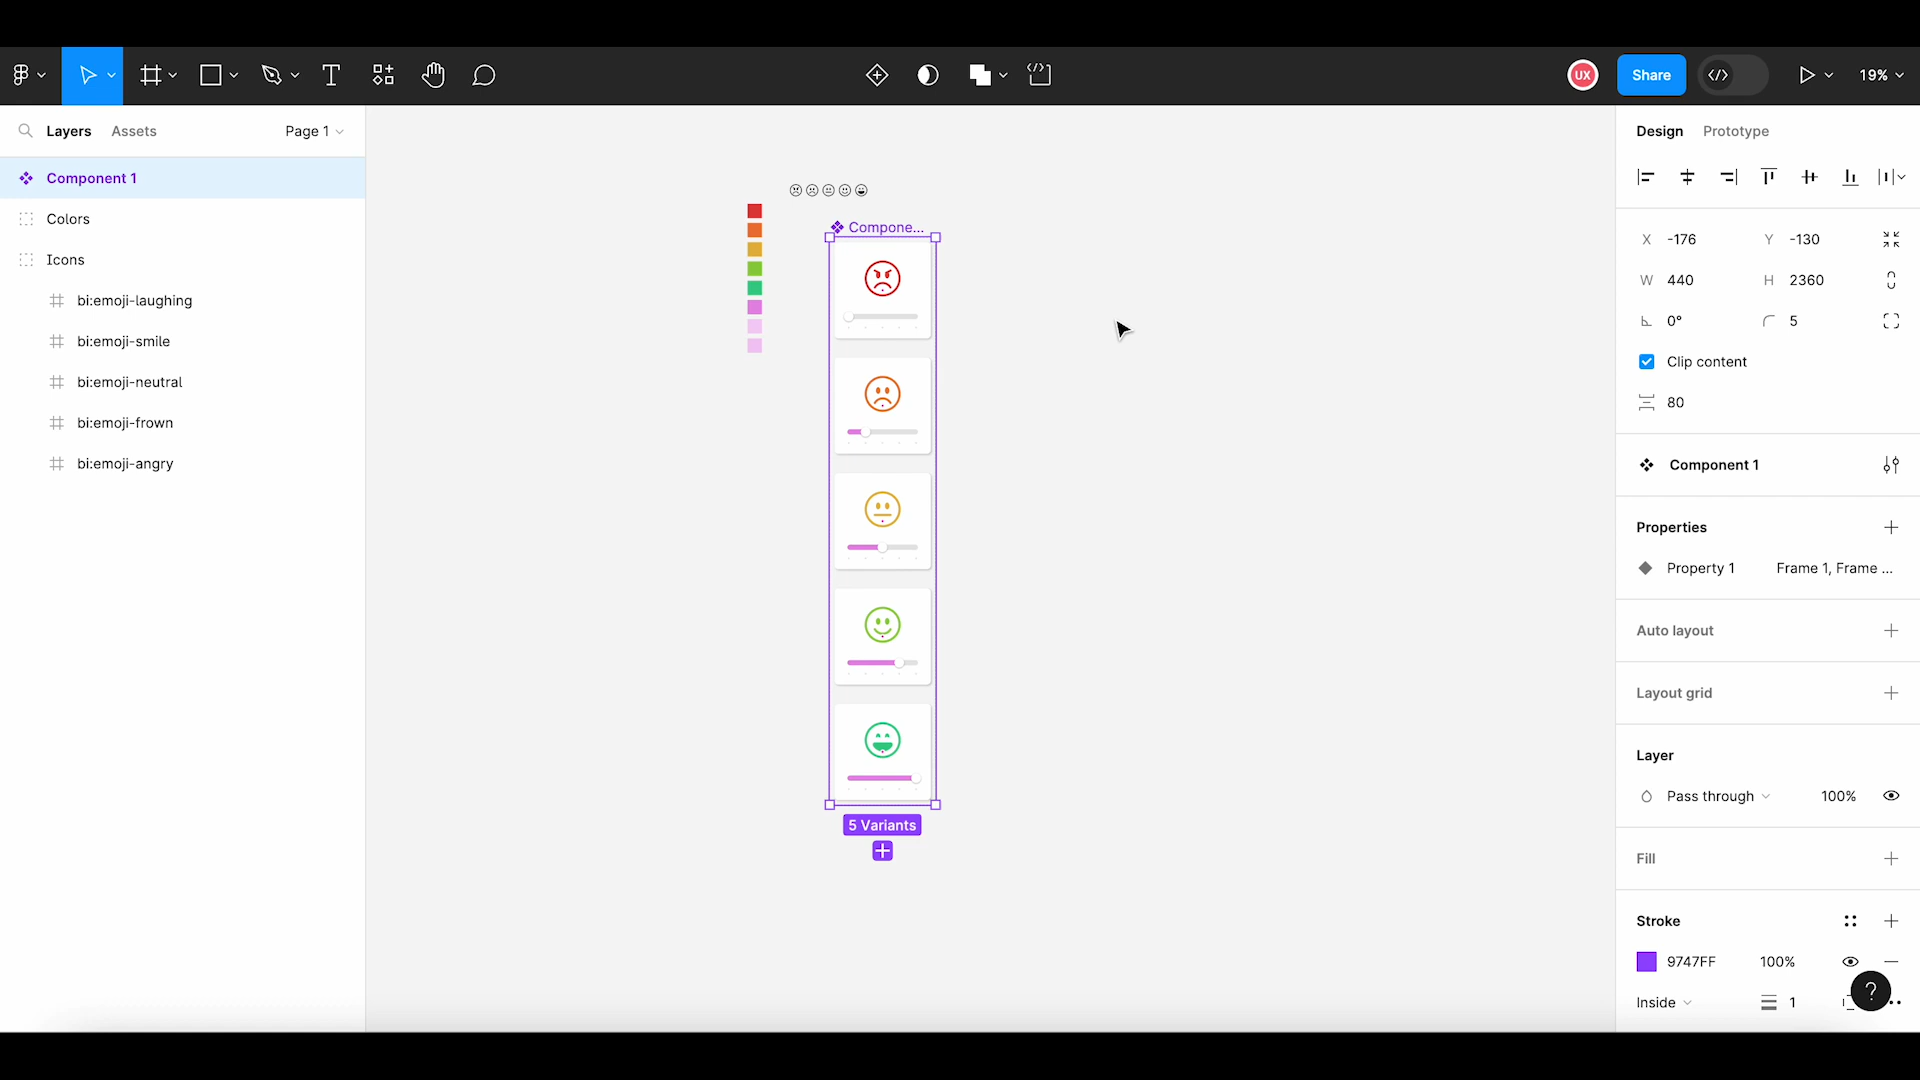 UX
Share
19%
Layers
Assets
Page 1
Design
Prototype
Component 1
Colors
Icons
bi:emoji-laughing
bi:emoji-smile
bi:emoji-neutral
bi:emoji-frown
bi:emoji-angry
Compone...
5 Variants
X -176
Y -130
W 440
H 2360
0°
5
Clip content
80
Component 1
Properties
Property 1
Frame 1, Frame ...
Auto layout
Layout grid
Layer
Pass through
100%
Fill
Stroke
9747FF
100%
Inside
1
?